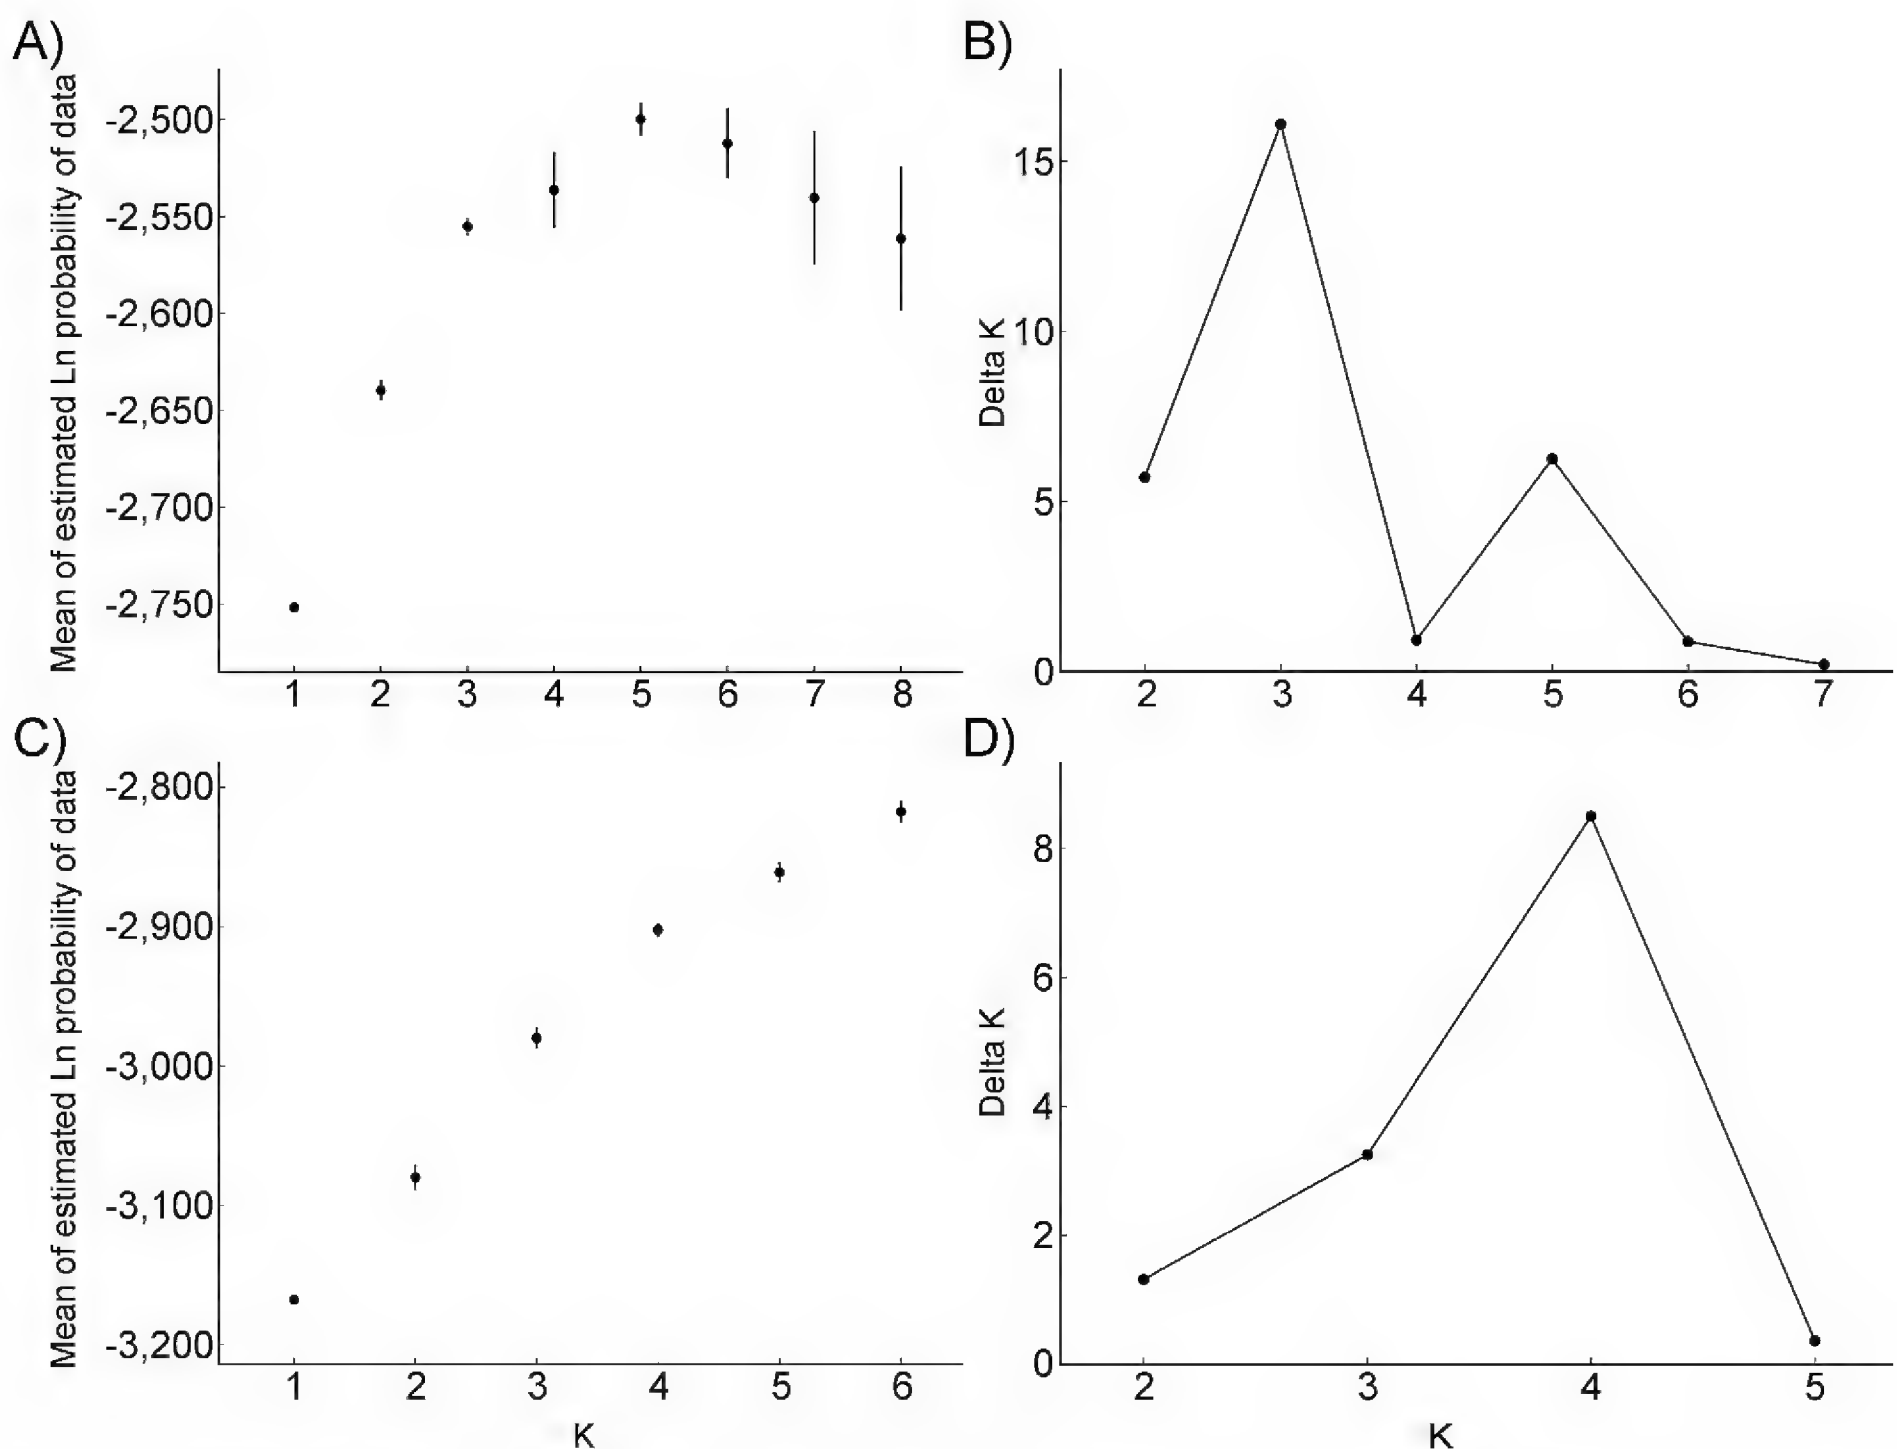 A)
Mean of estimated Ln probability of data
-2,500
-2,550
-2,600
-2,650
-2,700
-2,750
1 2 3 4 5 6 7 8
B)
Delta K
15
10
5
0
2 3 4 5 6 7
C)
Mean of estimated Ln probability of data
-2,800
-2,900
-3,000
-3,100
-3,200
1 2 3 4 5 6
K
D)
Delta K
8
6
4
2
0
2 3 4 5
K